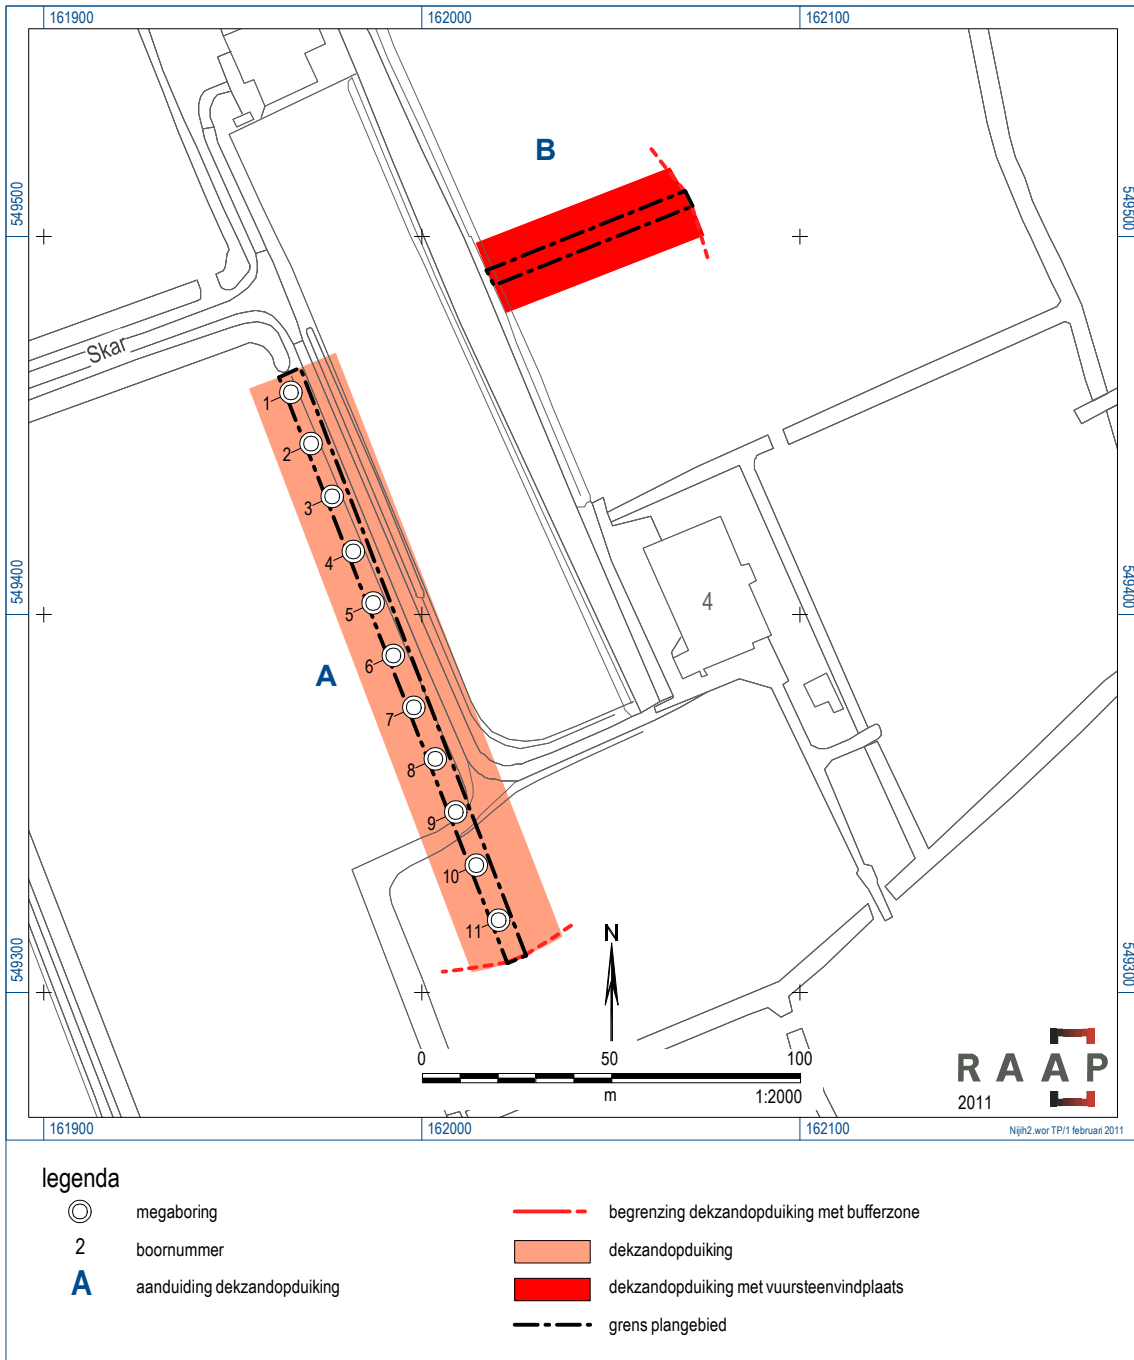 161900
162000
162100
B
549500
549500
Skar
1
2
3
4
5
549400
549400
4
6
A
7
8
9
10
11
N
549300
549300
0
50
100
m
1:2000
RAAP
2011
161900
162000
162100
Nijih2.wor TP/1 februari 2011
legenda
megaboring
2 boornummer
A aanduiding dekzandopduiking
begrenzing dekzandopduiking met bufferzone
dekzandopduiking
dekzandopduiking met vuursteenvindplaats
grens plangebied